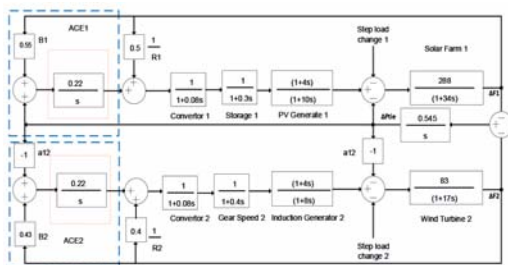 ACE1
0.55
B1
0.22
s
0.5
1
R1
1
1+0.08s
Convertor 1
1
1+0.3s
Storage 1
(1+4s)
(1+10s)
PV Generate 1
Step load
change 1
Solar Farm 1
288
(1+34s)
ΔF1
ΔPtie
0.545
s
-1
a12
-1
a12
0.22
s
0.43
B2
ACE2
0.4
1
R2
1
1+0.08s
Convertor 2
1
1+0.4s
Gear Speed 2
(1+4s)
(1+8s)
Induction Generator 2
83
(1+17s)
Wind Turbine 2
ΔF2
Step load
change 2